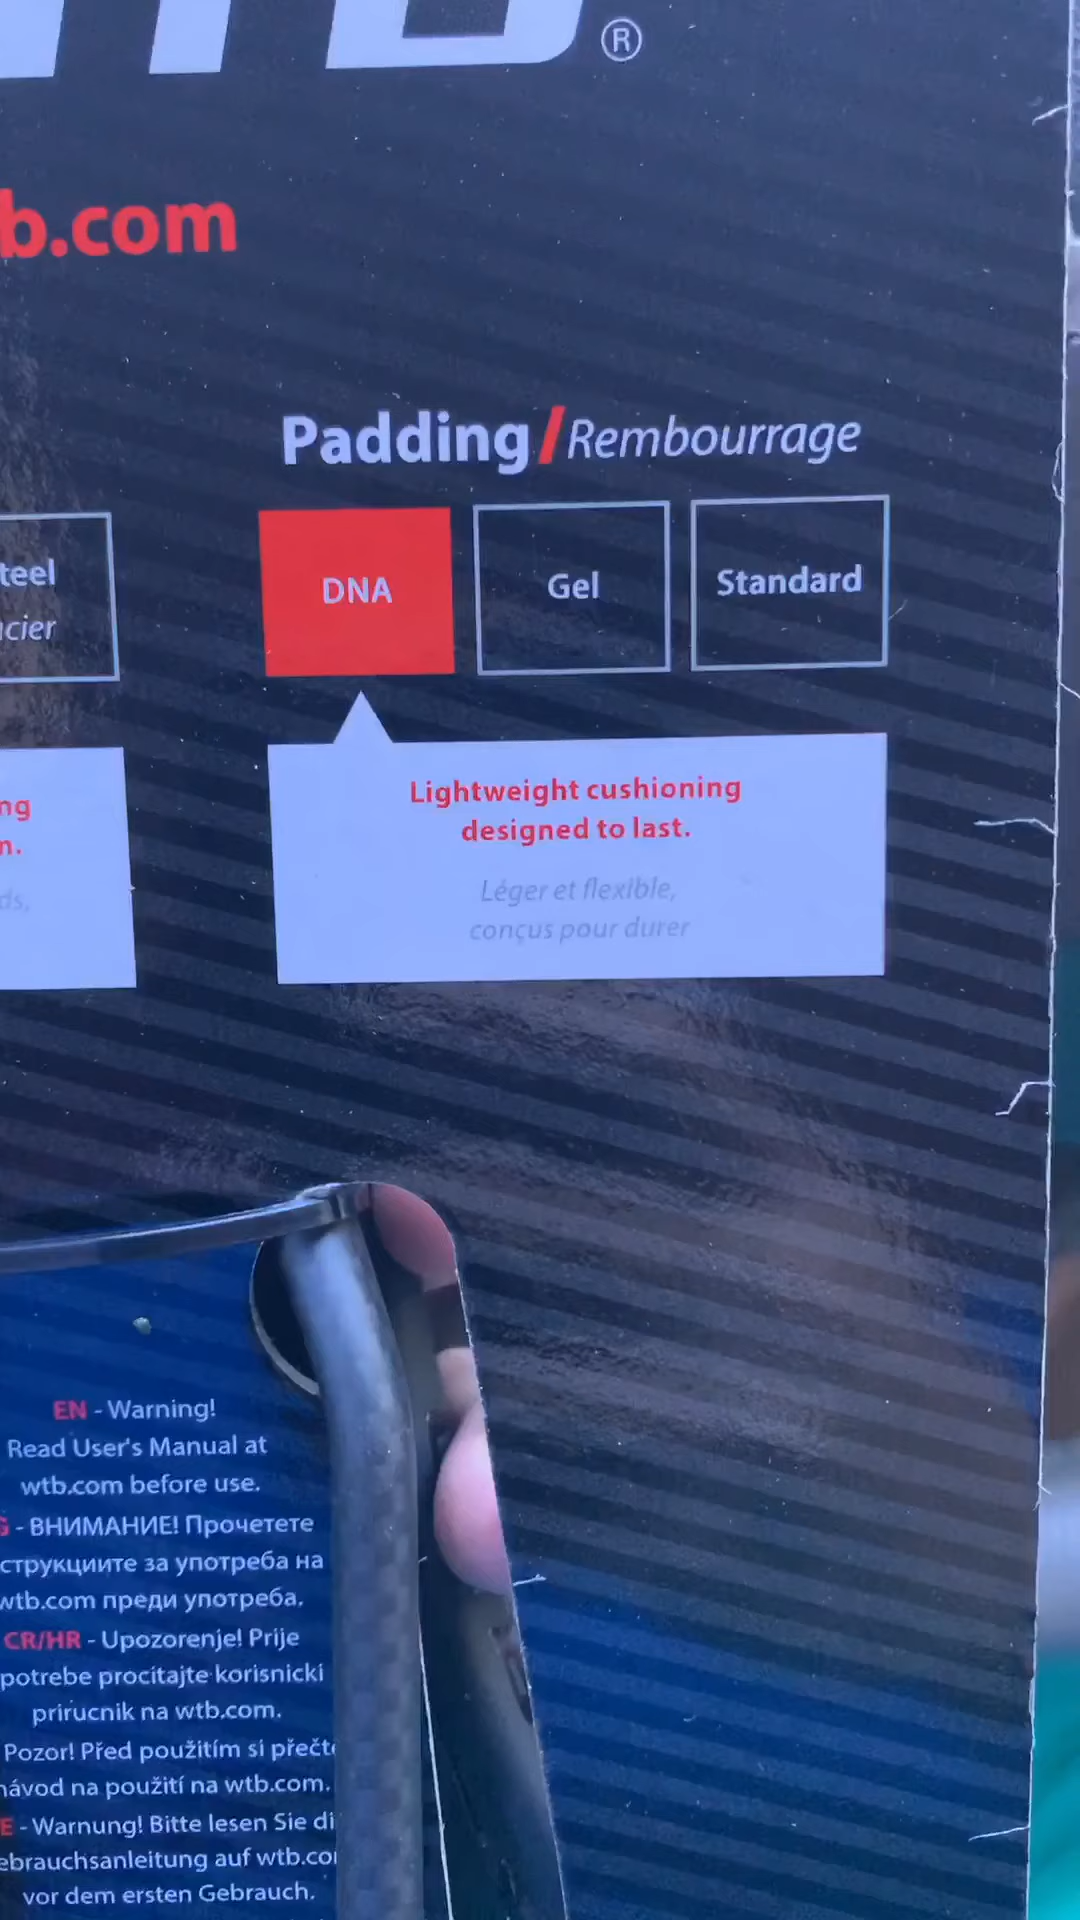 ®
b.com
Padding/Rembourrage
teel
cier
DNA
Gel
Standard
ng
n.
ds,
Lightweight cushioning
designed to last.
Léger et flexible,
conçus pour durer
EN - Warning!
Read User's Manual at
wtb.com before use.
- ВНИМАНИЕ! Прочетете
струкциите за употреба на
wtb.com преди употреба.
CR/HR - Upozorenje! Prije
potrebe procitajte korisnicki
prirucnik na wtb.com.
Pozor! Před použitím si přečt
návod na použití na wtb.com.
E - Warnung! Bitte lesen Sie di
ebrauchsanleitung auf wtb.co
vor dem ersten Gebrauch.